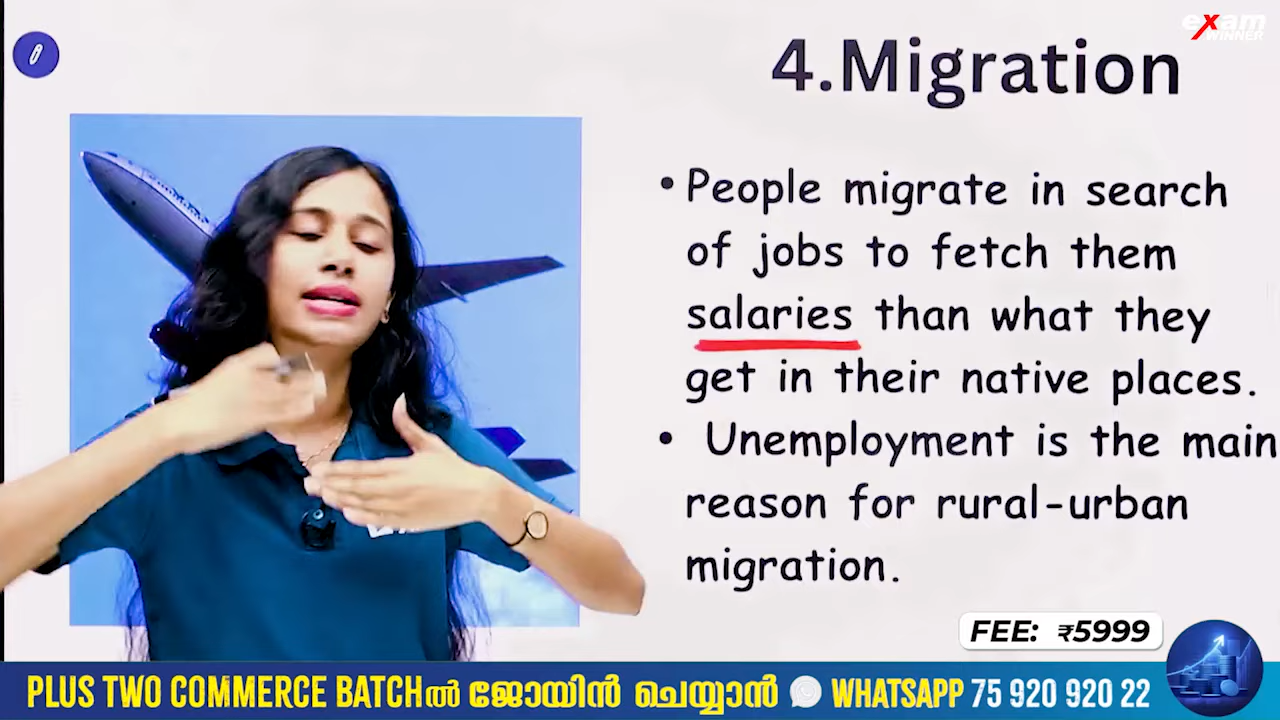 exam
WINNER
4.Migration
•People migrate in search
of jobs to fetch them
salaries than what they
get in their native places.
• Unemployment is the main
reason for rural-urban
migration.
FEE: ₹5999
PLUS TWO COMMERCE BATCHൽ ജോയിൻ ചെയ്യാൻ WHATSAPP 75 920 920 22